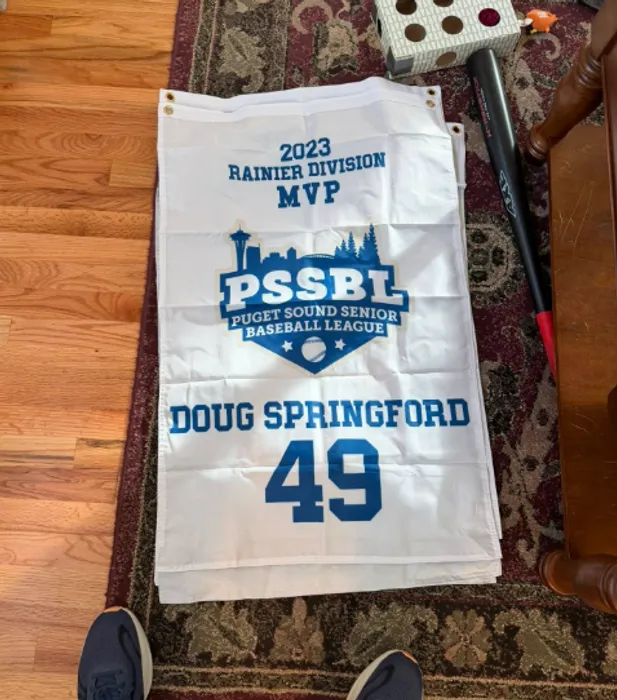 2023
RAINIER DIVISION
MVP
PSSBL
PUGET SOUND SENIOR
BASEBALL LEAGUE
DOUG SPRINGFORD
49